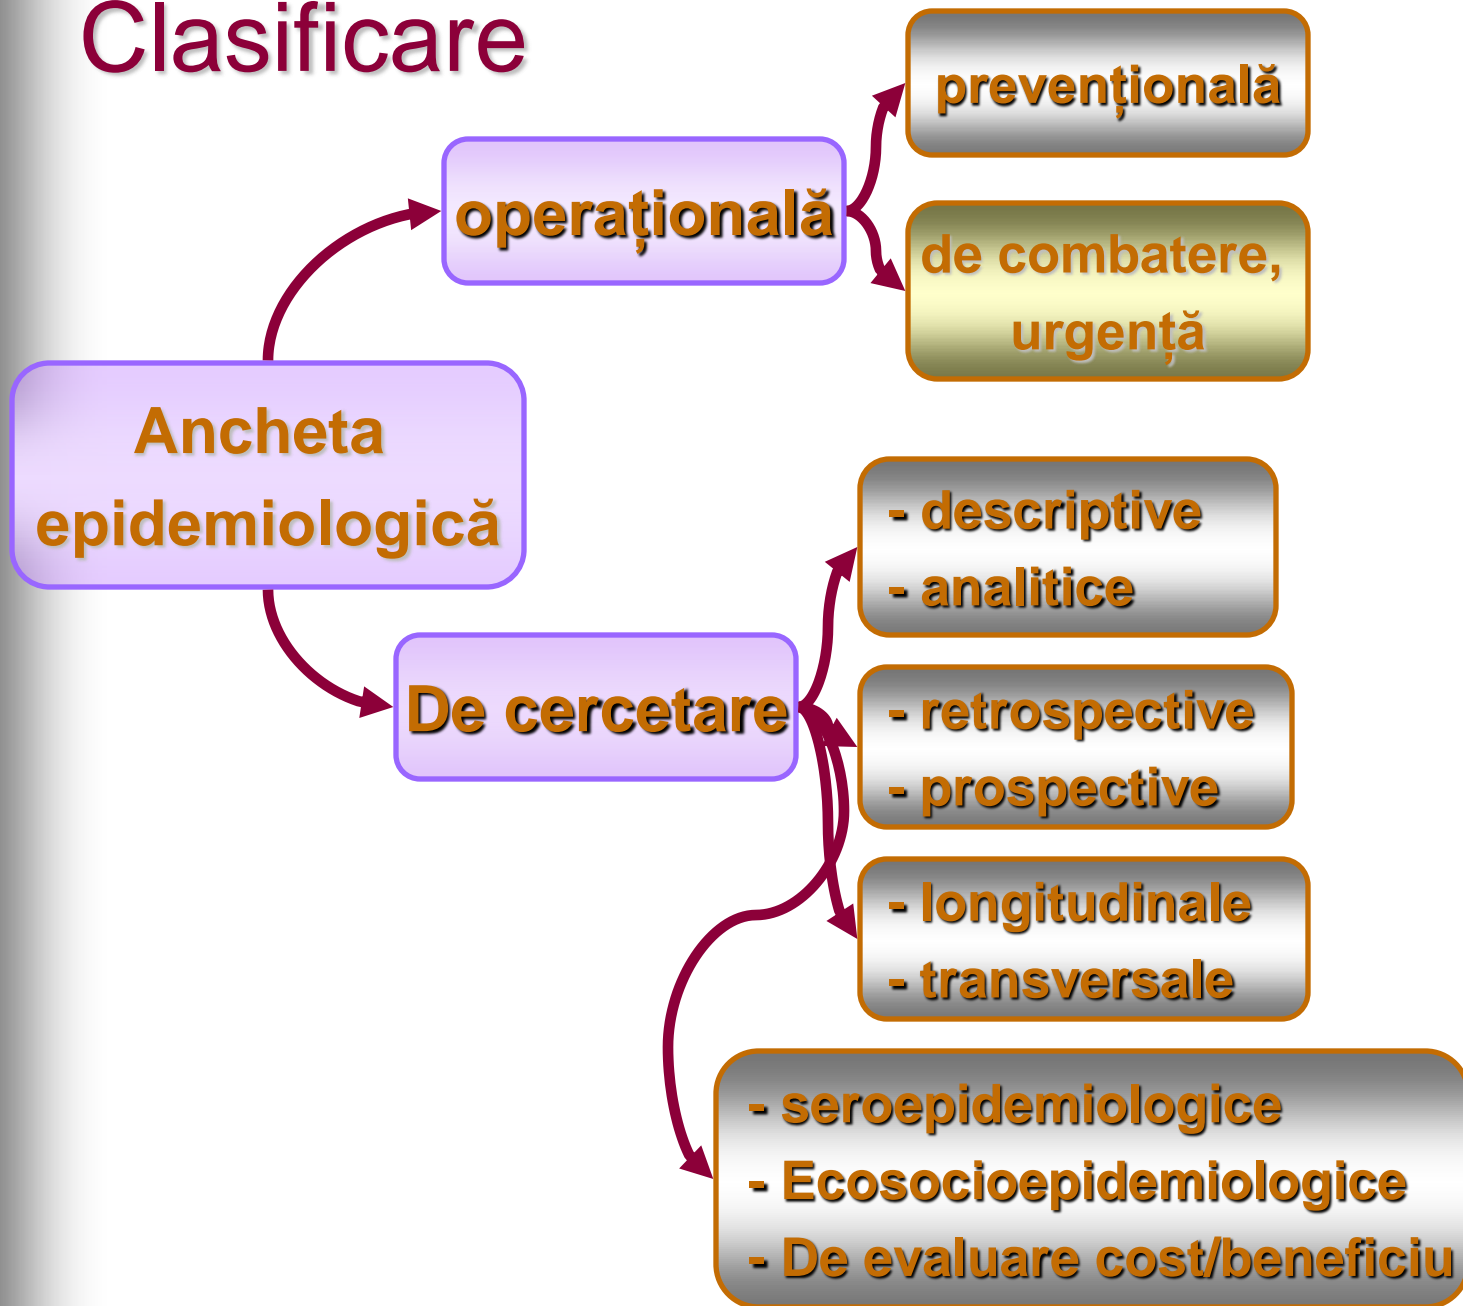 Clasificare
prevențională
operațională
de combatere,
urgență
Ancheta
epidemiologică
- descriptive
- analitice
De cercetare
- retrospective
- prospective
- longitudinale
- transversale
- seroepidemiologice
- Ecosocioepidemiologice
- De evaluare cost/beneficiu